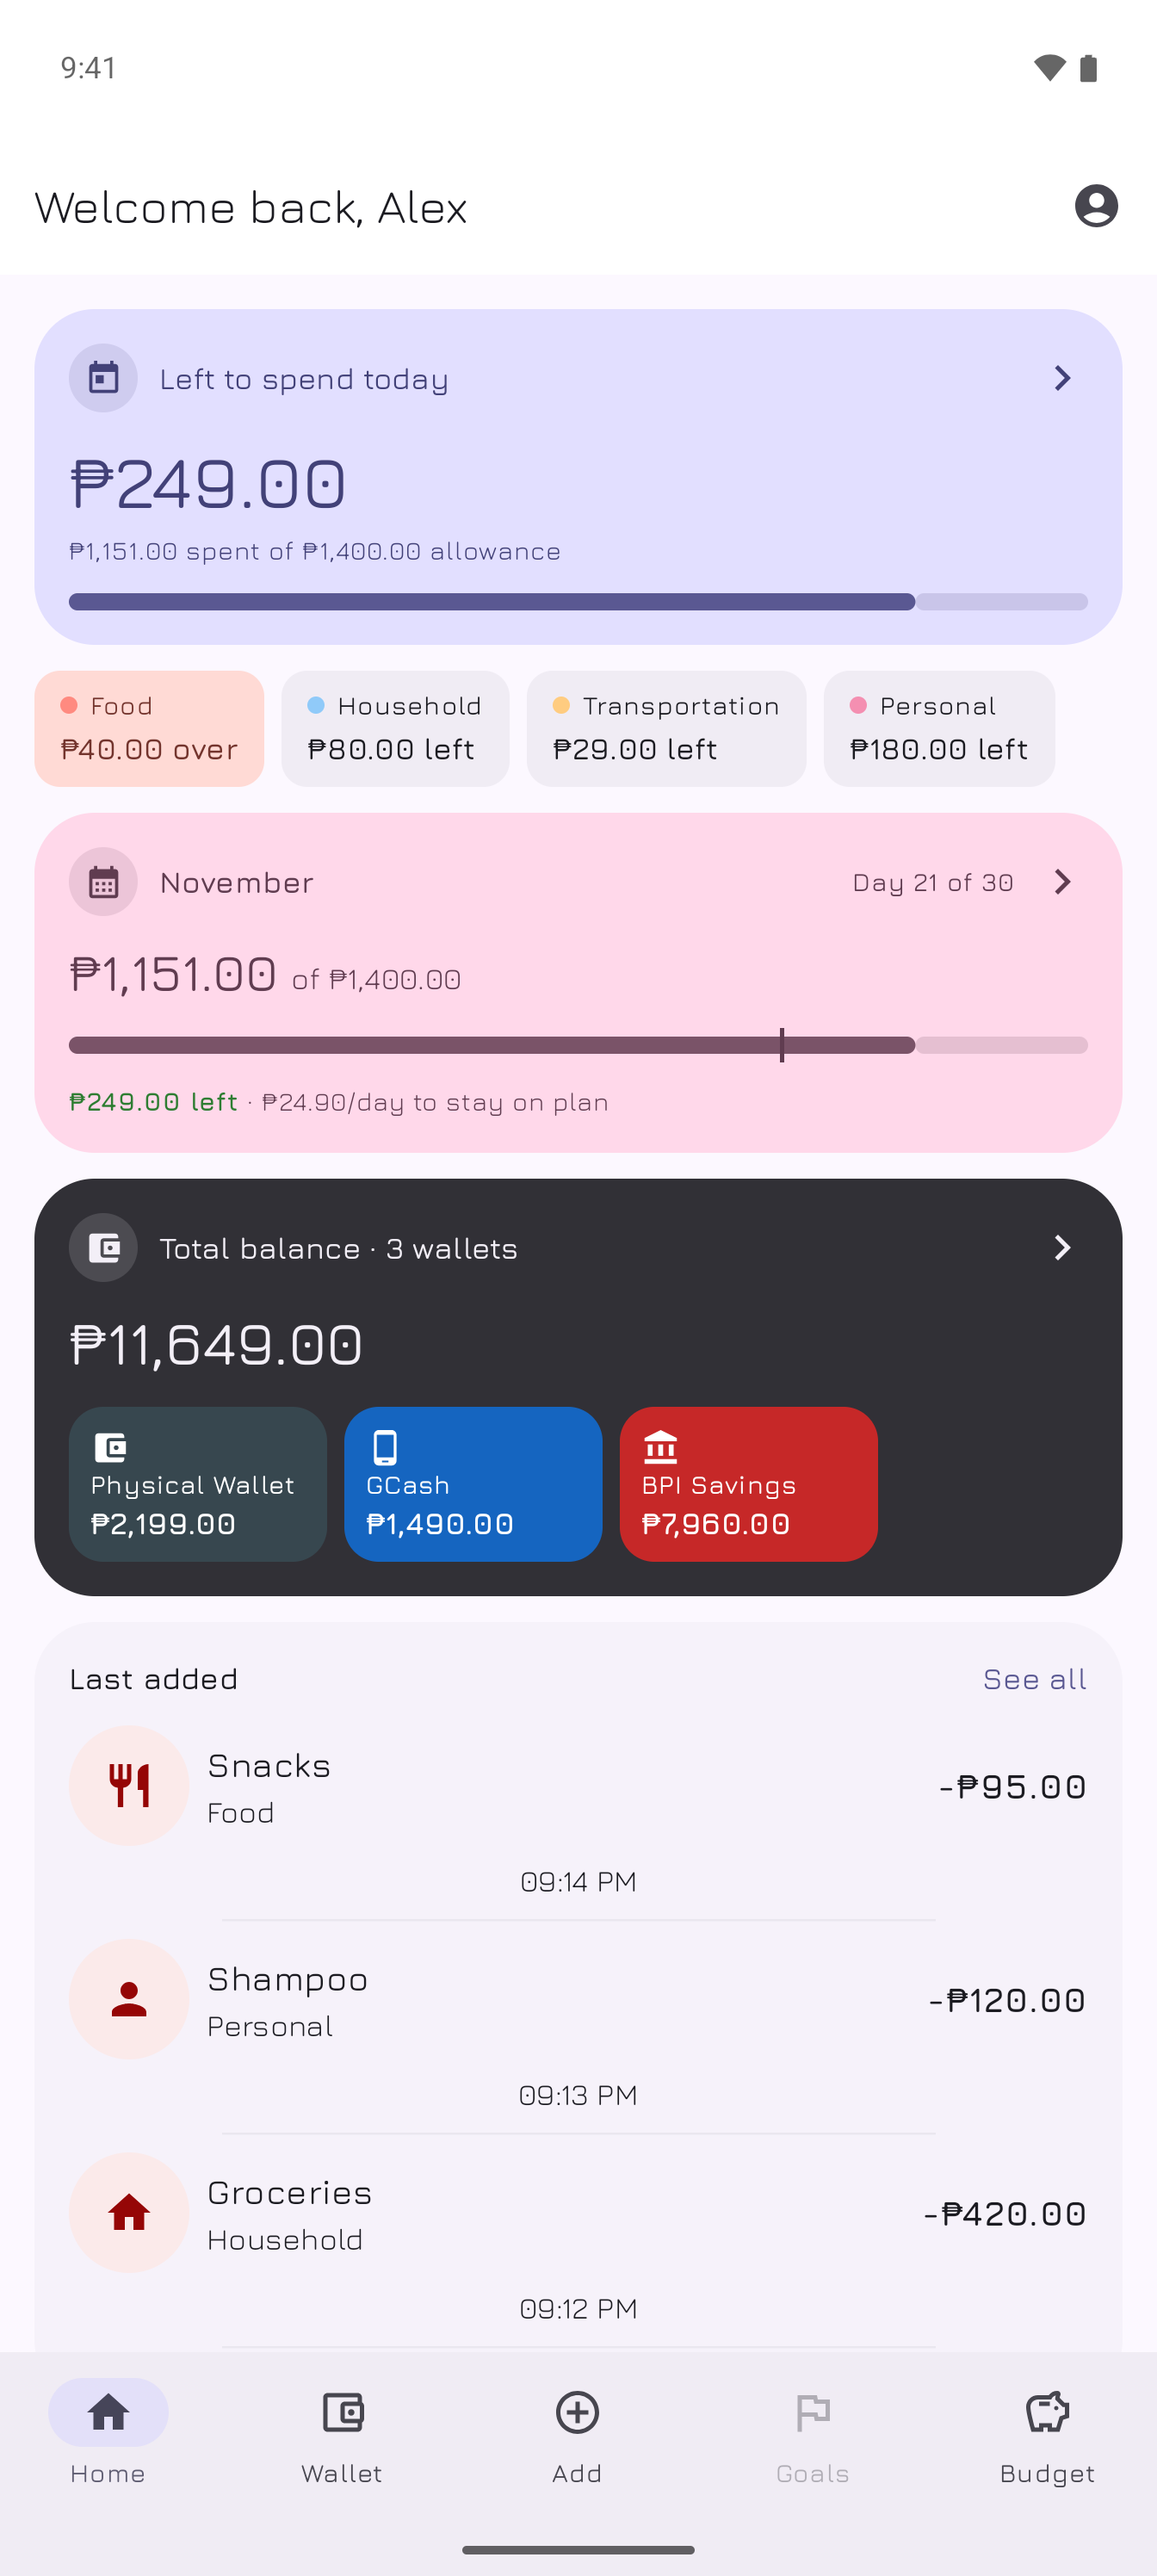 9:41
Welcome back, Alex
Left to spend today
₱249.00
₱1,151.00 spent of ₱1,400.00 allowance
Food
₱40.00 over
Household
₱80.00 left
Transportation
₱29.00 left
Personal
₱180.00 left
November
Day 21 of 30
₱1,151.00 of ₱1,400.00
₱249.00 left · ₱24.90/day to stay on plan
Total balance · 3 wallets
₱11,649.00
Physical Wallet
₱2,199.00
GCash
₱1,490.00
BPI Savings
₱7,960.00
Last added
See all
Snacks
Food
-₱95.00
09:14 PM
Shampoo
Personal
-₱120.00
09:13 PM
Groceries
Household
-₱420.00
09:12 PM
Home
Wallet
Add
Goals
Budget